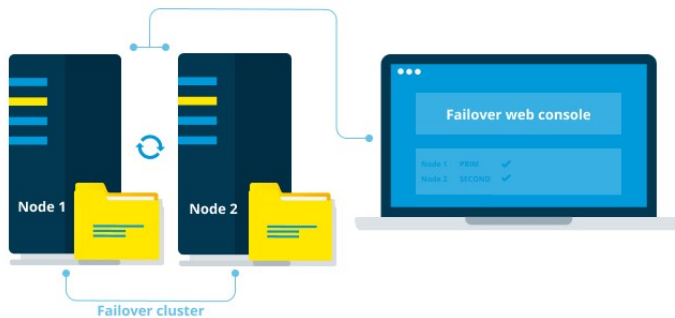 Failover web console
Node 1 PRIM
Node 2 SECOND
Node 1
Node 2
Failover cluster